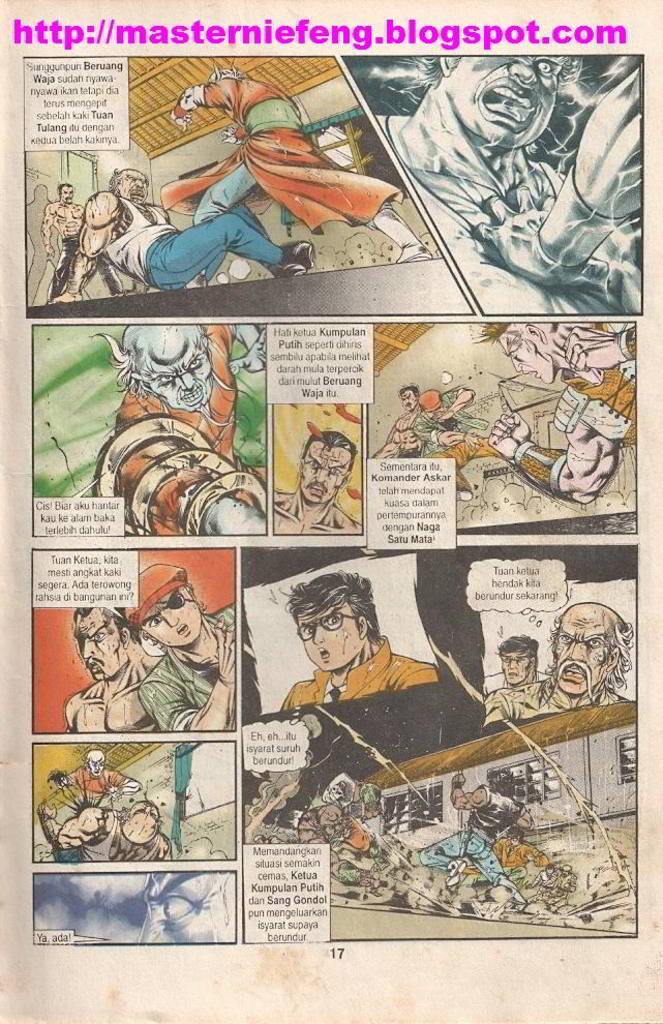 http://masterniefeng.blogspot.com
Sungguhpun Beruang
Waja sudah nyawa-
nyawa ikan tetapi dia
terus mengepit
sebelah kaki Tuan
Tulang itu dengan
kedua belah kakinya.
Cis! Biar aku hantar
kau ke alam baka
terlebih dahulu!
Hati ketua Kumpulan
Putih seperti dihiris
sembilu apabila melihat
darah mula terpercik
dari mulut Beruang
Waja itu.
Sementara itu,
Komander Askar
telah mendapat
kuasa dalam
pertempurannya
dengan Naga
Satu Mata!
Tuan Ketua, kita
mesti angkat kaki
segera. Ada terowong
rahsia di bangunan ini?
Ya, ada!
Tuan ketua
hendak kita
berundur sekarang!
Eh, eh...itu
isyarat suruh
berundur!
Memandangkan
situasi semakin
cemas, Ketua
Kumpulan Putih
dan Sang Gondol
pun mengeluarkan
isyarat supaya
berundur.
17